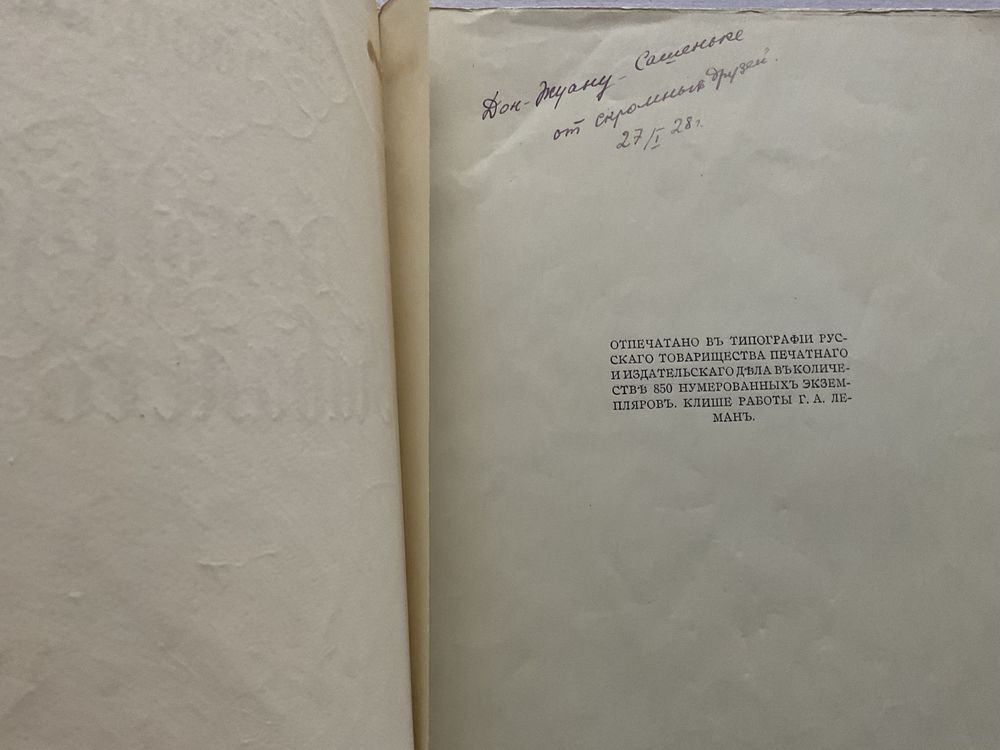 Дон-Жуану-Сашеньке
от скромных друзей.
27/I 28г.
ОТПЕЧАТАНО ВЪ ТИПОГРАФІИ РУС-
СКАГО ТОВАРИЩЕСТВА ПЕЧАТНАГО
И ИЗДАТЕЛЬСКАГО ДѢЛА ВЪ КОЛИЧЕ-
СТВѢ 850 НУМЕРОВАННЫХЪ ЭКЗЕМ-
ПЛЯРОВЪ. КЛИШЕ РАБОТЫ Г. А. ЛЕ-
МАНЪ.